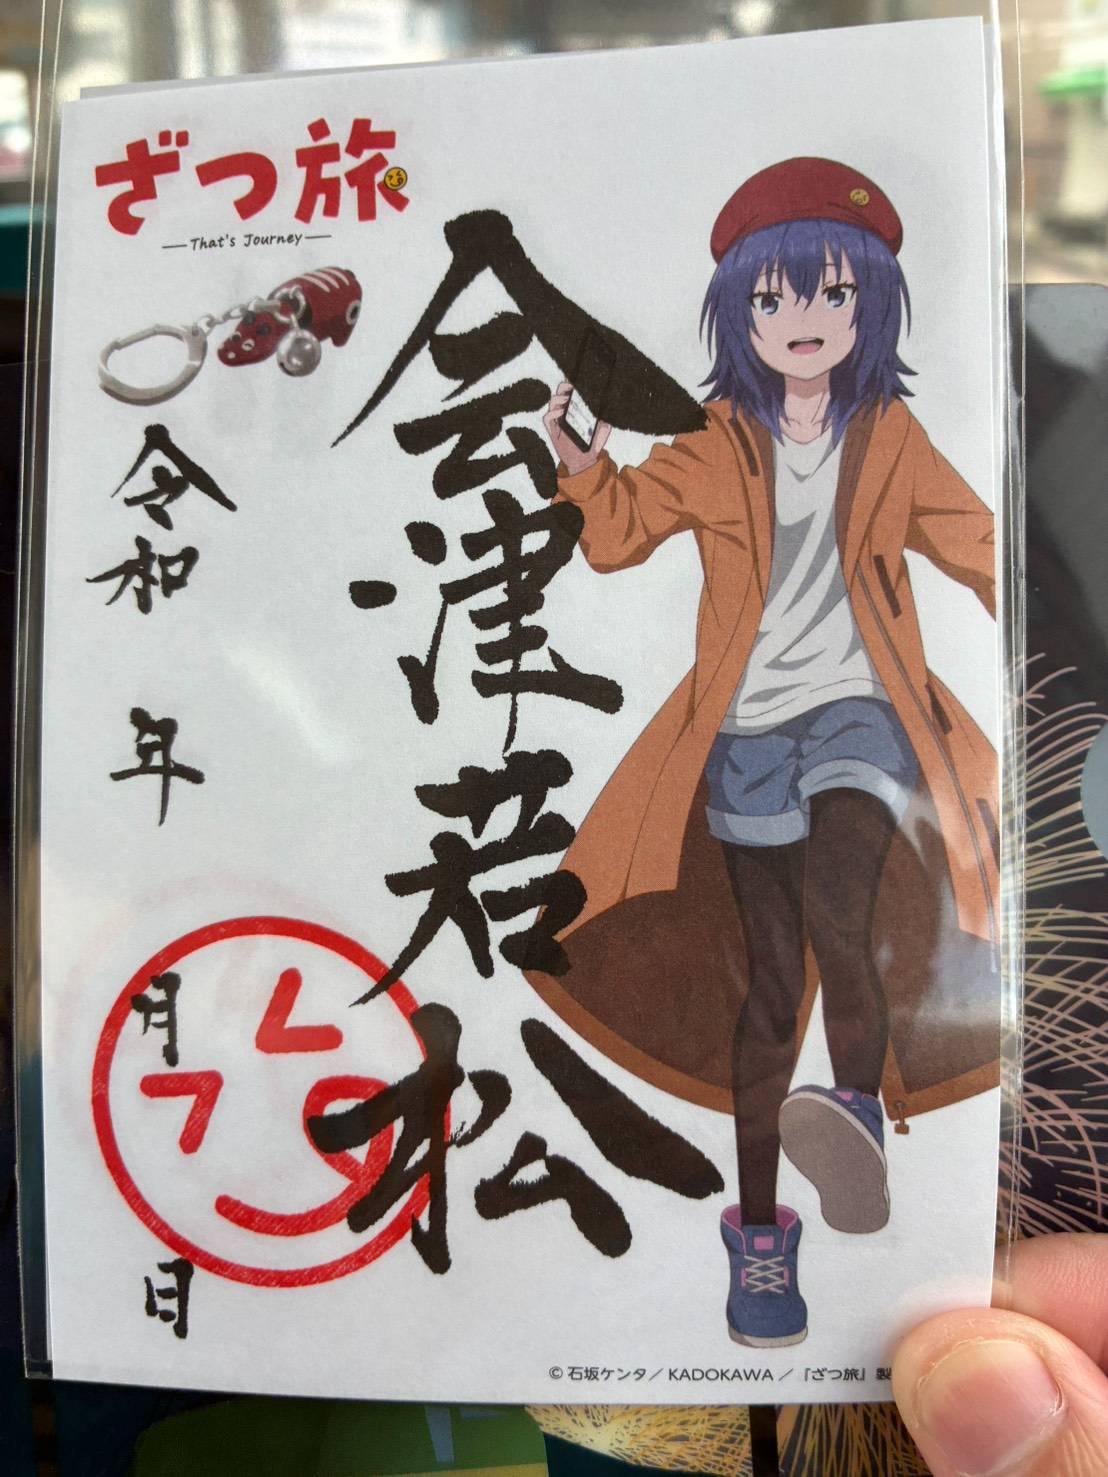 ざつ旅
That's Journey
会津若松
令和
年
月
日
© 石坂ケンタ／KADOKAWA／『ざつ旅』製